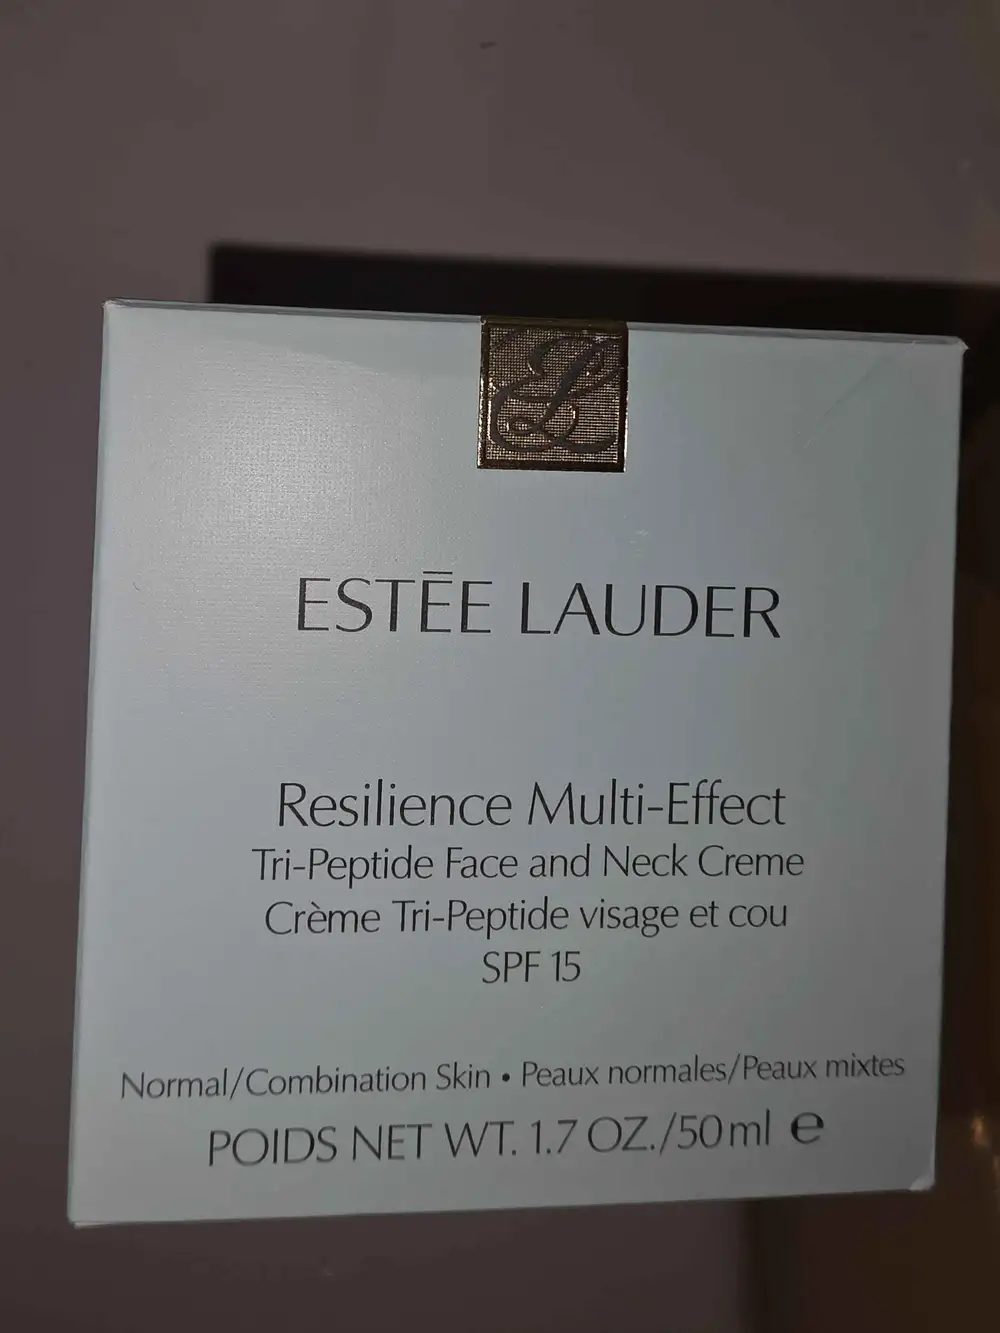 EL
ESTĒE LAUDER
Resilience Multi-Effect
Tri-Peptide Face and Neck Creme
Crème Tri-Peptide visage et cou
SPF 15
Normal/Combination Skin • Peaux normales/Peaux mixtes
POIDS NET WT. 1.7 OZ./50 ml ℮